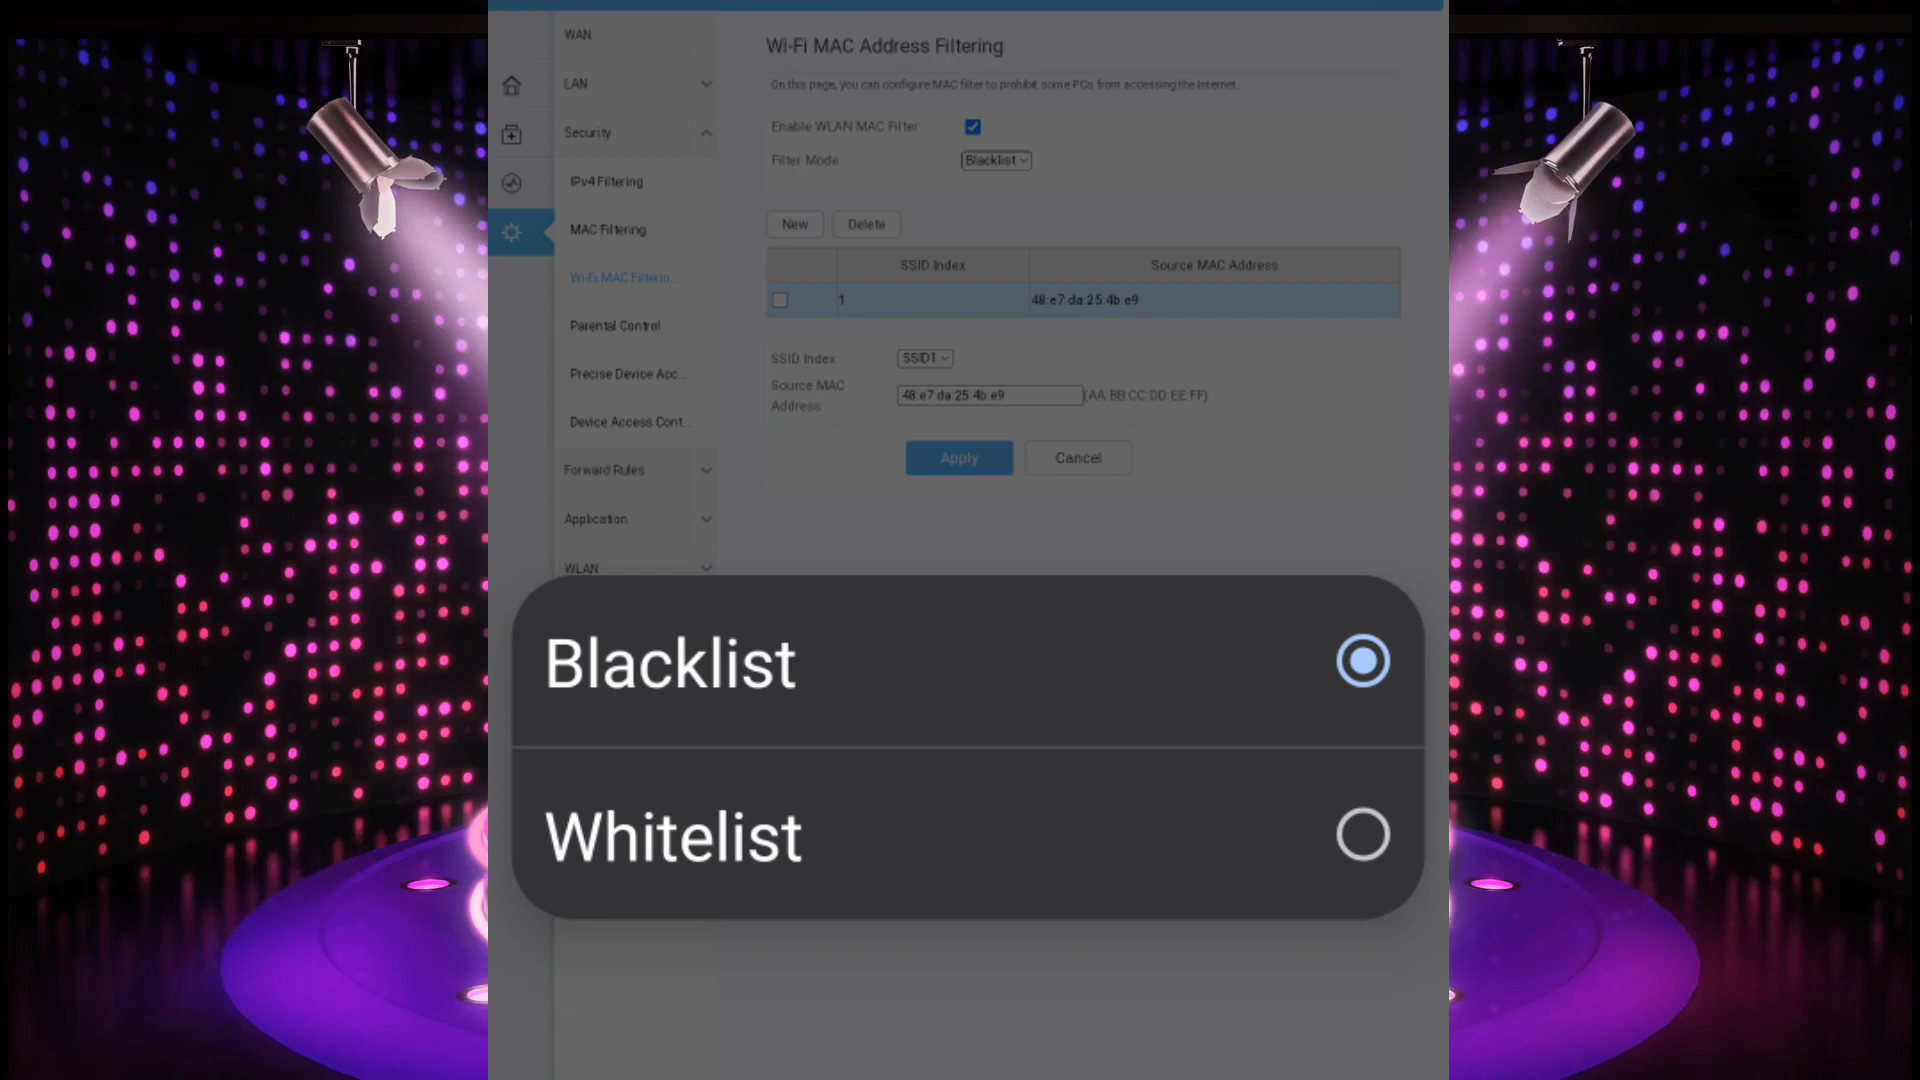 WAN
LAN
Security
IPv4 Filtering
MAC Filtering
Wi-Fi MAC Filterin...
Parental Control
Precise Device Acc...
Device Access Cont...
Forward Rules
Application
WLAN
Wi-Fi MAC Address Filtering
On this page, you can configure MAC filter to prohibit some PCs from accessing the Internet.
Enable WLAN MAC Filter:
Filter Mode: Blacklist
New Delete
SSID Index Source MAC Address
1 48:e7:da:25:4b:e9
SSID Index: SSID1
Source MAC
Address:
48:e7:da:25:4b:e9 (AA:BB:CC:DD:EE:FF)
Apply Cancel
Blacklist
Whitelist